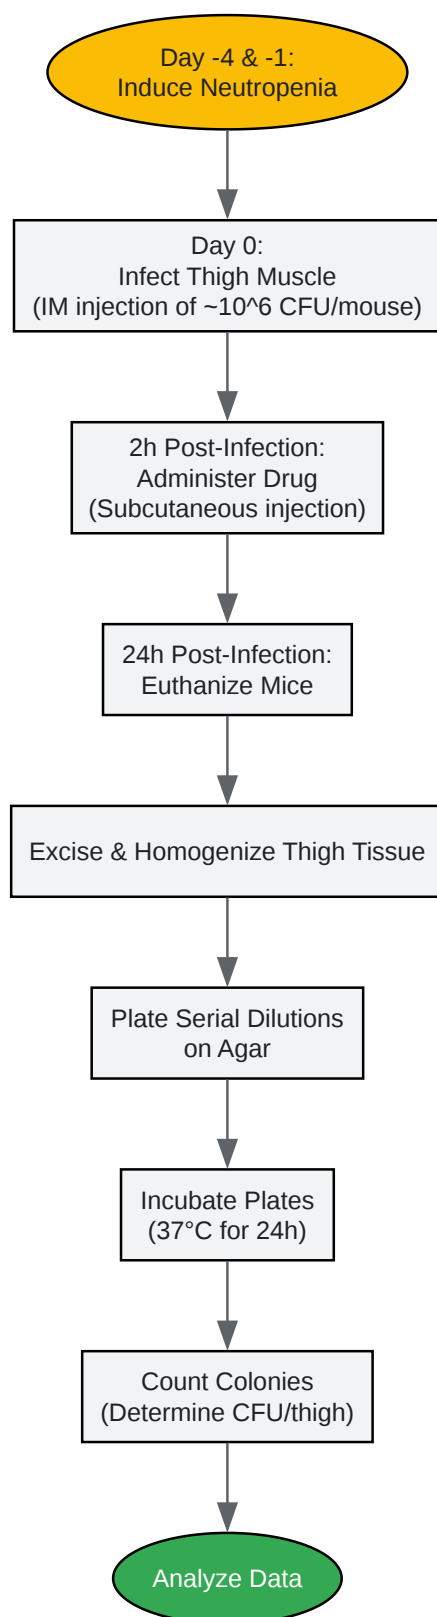 Day -4 & -1:
Induce Neutropenia
Day 0:
Infect Thigh Muscle
(IM injection of ~10^6 CFU/mouse)
2h Post-Infection:
Administer Drug
(Subcutaneous injection)
24h Post-Infection:
Euthanize Mice
Excise & Homogenize Thigh Tissue
Plate Serial Dilutions
on Agar
Incubate Plates
(37°C for 24h)
Count Colonies
(Determine CFU/thigh)
Analyze Data